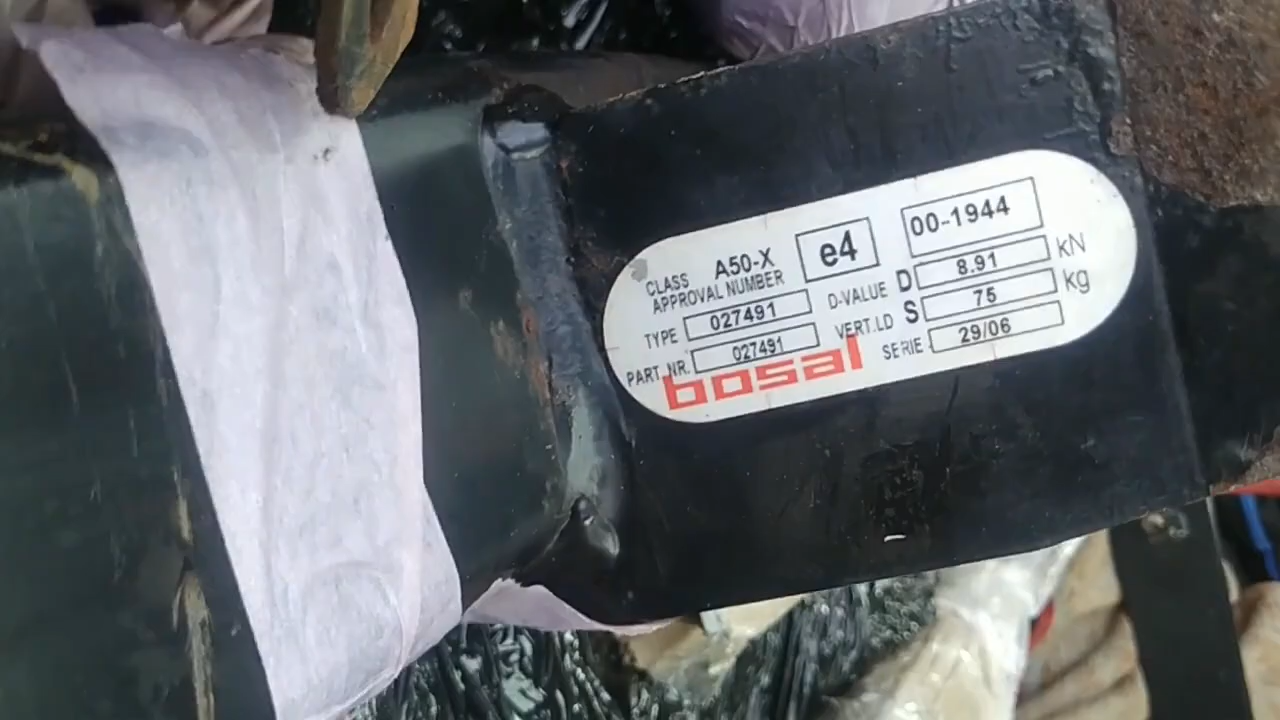 CLASS A50-X e4 00-1944
APPROVAL NUMBER
TYPE 027491 D-VALUE D 8.91 kN
PART NR. 027491 VERT.LD S 75 kg
bosal SERIE 29/06